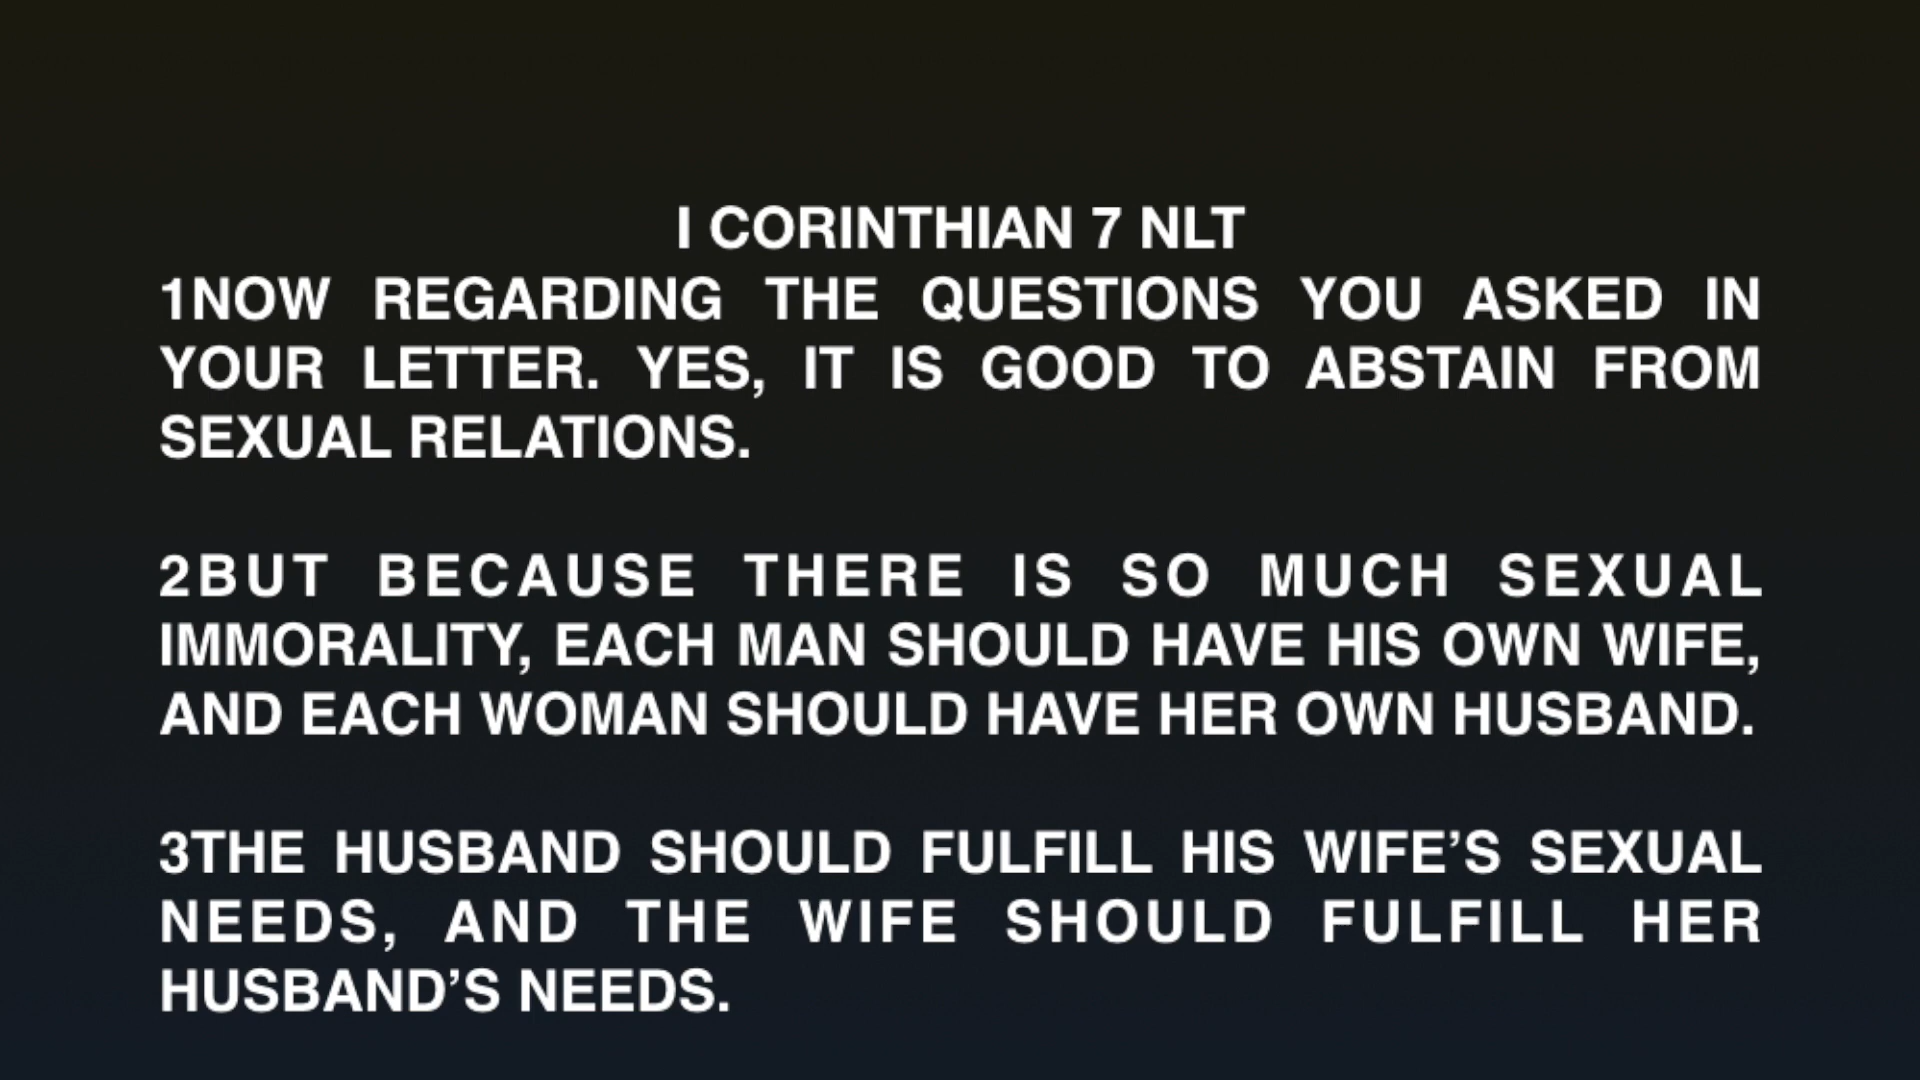 I CORINTHIAN 7 NLT
1NOW REGARDING THE QUESTIONS YOU ASKED IN
YOUR LETTER. YES, IT IS GOOD TO ABSTAIN FROM
SEXUAL RELATIONS.
2BUT BECAUSE THERE IS SO MUCH SEXUAL
IMMORALITY, EACH MAN SHOULD HAVE HIS OWN WIFE,
AND EACH WOMAN SHOULD HAVE HER OWN HUSBAND.
3THE HUSBAND SHOULD FULFILL HIS WIFE’S SEXUAL
NEEDS, AND THE WIFE SHOULD FULFILL HER
HUSBAND’S NEEDS.